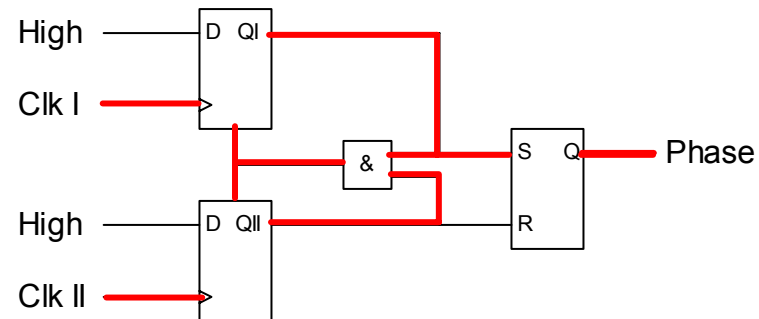 High
D QI
Clk I
&
S Q
Phase
High
D QII
R
Clk II